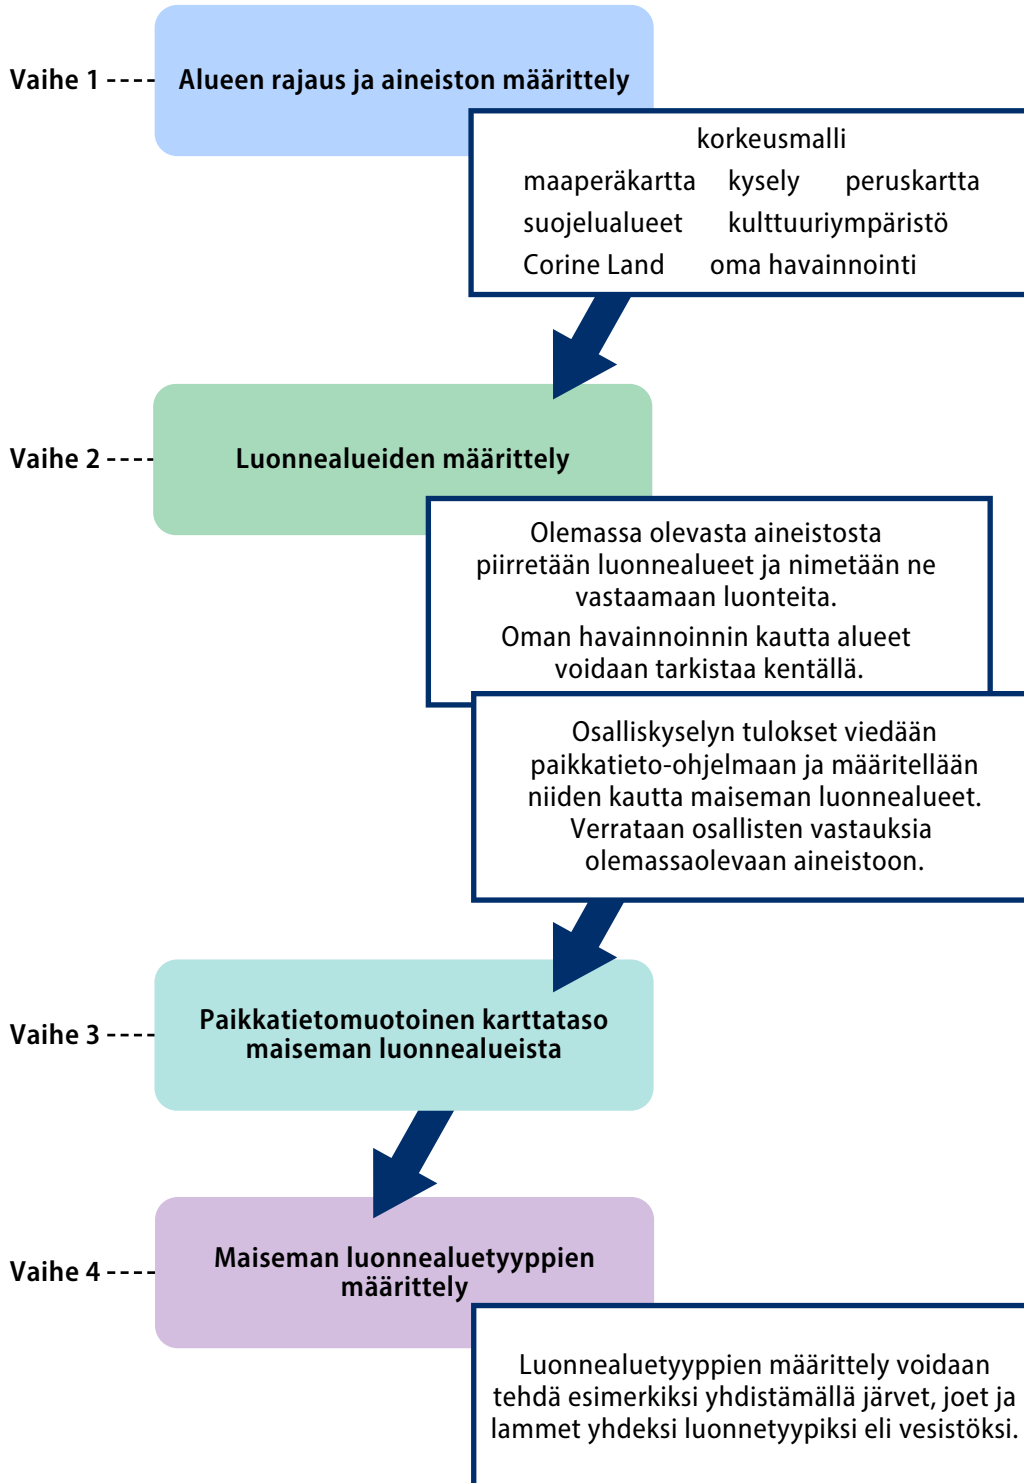 Vaihe 1
Alueen rajaus ja aineiston määrittely
korkeusmalli
maaperäkartta kysely peruskartta
suojelualueet kulttuuriympäristö
Corine Land oma havainnointi
Vaihe 2
Luonnealueiden määrittely
Olemassa olevasta aineistosta
piirretään luonnealueet ja nimetään ne
vastaamaan luonteita.
Oman havainnoinnin kautta alueet
voidaan tarkistaa kentällä.
Osalliskyselyn tulokset viedään
paikkatieto-ohjelmaan ja määritellään
niiden kautta maiseman luonnealueet.
Verrataan osallisten vastauksia
olemassaolevaan aineistoon.
Vaihe 3
Paikkatietomuotoinen karttataso
maiseman luonnealueista
Vaihe 4
Maiseman luonnealuetyyppien
määrittely
Luonnealuetyyppien määrittely voidaan
tehdä esimerkiksi yhdistämällä järvet, joet ja
lammet yhdeksi luonnetyypiksi eli vesistöksi.